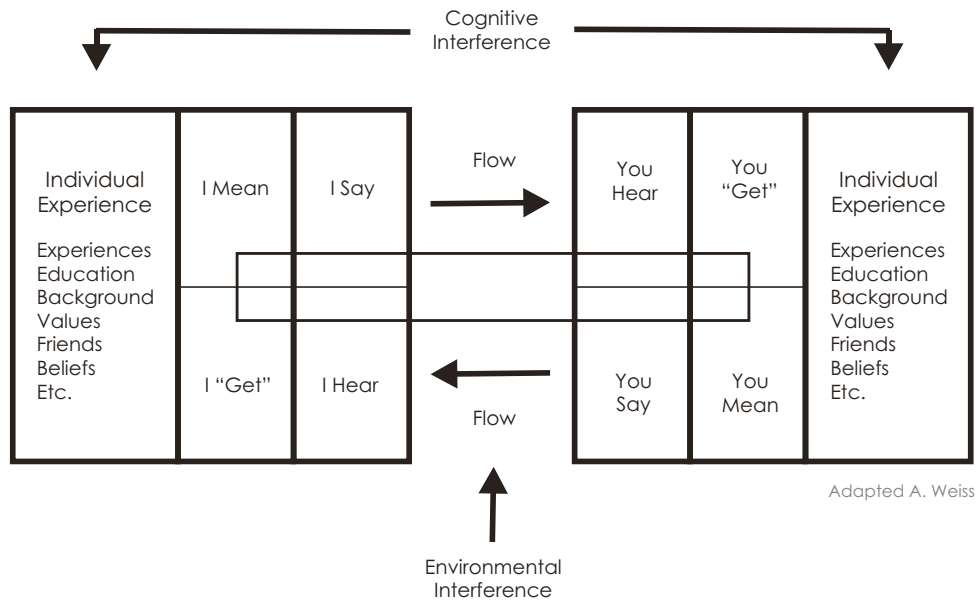 Cognitive
Interference
Individual
Experience
Experiences
Education
Background
Values
Friends
Beliefs
Etc.
I Mean
I Say
I “Get”
I Hear
Flow
Flow
You
Hear
You
“Get”
You
Say
You
Mean
Individual
Experience
Experiences
Education
Background
Values
Friends
Beliefs
Etc.
Adapted A. Weiss
Environmental
Interference